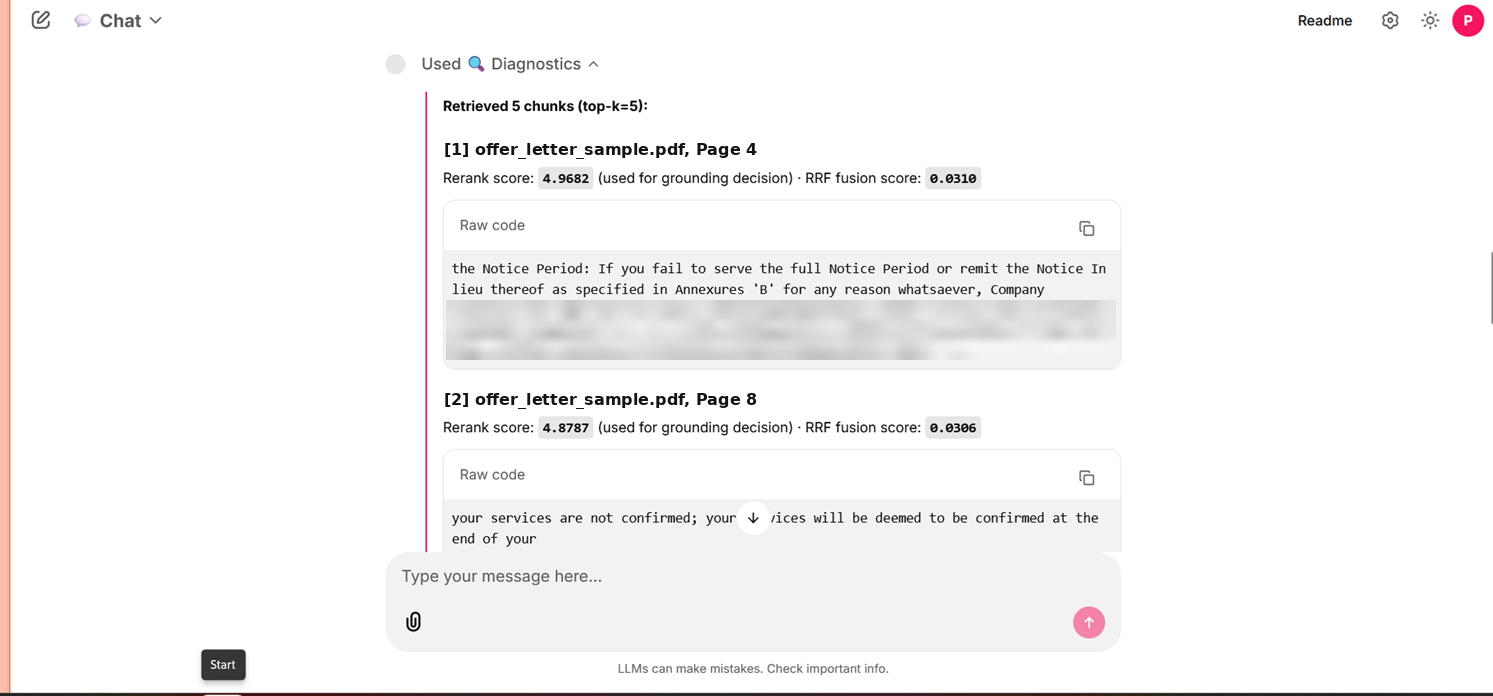 Chat
Readme
P
Used 🔍 Diagnostics
Retrieved 5 chunks (top-k=5):
[1] offer_letter_sample.pdf, Page 4
Rerank score: 4.9682 (used for grounding decision) · RRF fusion score: 0.0310
Raw code
the Notice Period: If you fail to serve the full Notice Period or remit the Notice In
lieu thereof as specified in Annexures 'B' for any reason whatsaever, Company
[2] offer_letter_sample.pdf, Page 8
Rerank score: 4.8787 (used for grounding decision) · RRF fusion score: 0.0306
Raw code
your services are not confirmed; your vices will be deemed to be confirmed at the
end of your
Type your message here...
LLMs can make mistakes. Check important info.
Start